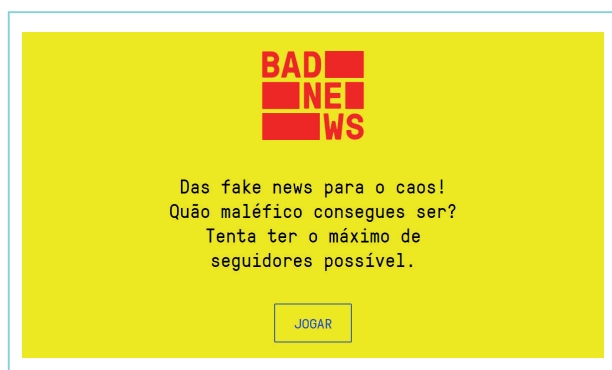 BAD
NE
WS
Das fake news para o caos!
Quão maléfico consegues ser?
Tenta ter o máximo de
seguidores possível.
JOGAR